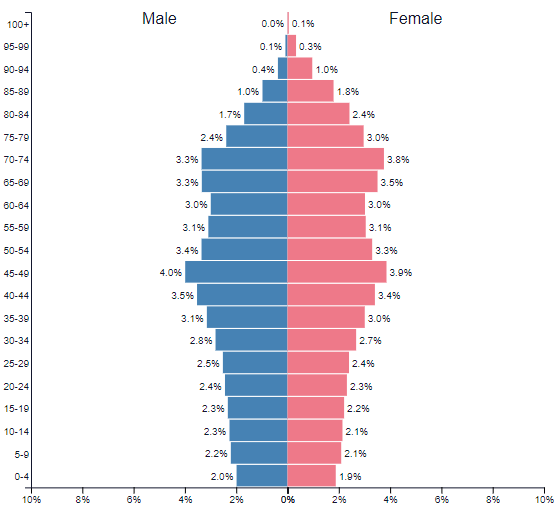 Male Female
100+ 0.0% 0.1%
95-99 0.1% 0.3%
90-94 0.4% 1.0%
85-89 1.0% 1.8%
80-84 1.7% 2.4%
75-79 2.4% 3.0%
70-74 3.3% 3.8%
65-69 3.3% 3.5%
60-64 3.0% 3.0%
55-59 3.1% 3.1%
50-54 3.4% 3.3%
45-49 4.0% 3.9%
40-44 3.5% 3.4%
35-39 3.1% 3.0%
30-34 2.8% 2.7%
25-29 2.5% 2.4%
20-24 2.4% 2.3%
15-19 2.3% 2.2%
10-14 2.3% 2.1%
5-9 2.2% 2.1%
0-4 2.0% 1.9%
10% 8% 6% 4% 2% 0% 2% 4% 6% 8% 10%